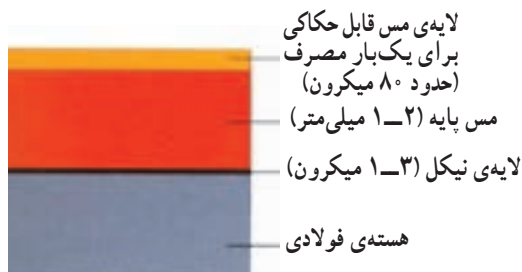 لایه‌ی مس قابل حکاکی
برای یک‌بار مصرف
(حدود ۸۰ میکرون)
مس پایه (۲ــ۱ میلی‌متر)
لایه‌ی نیکل (۳ــ۱ میکرون)
هسته‌ی فولادی